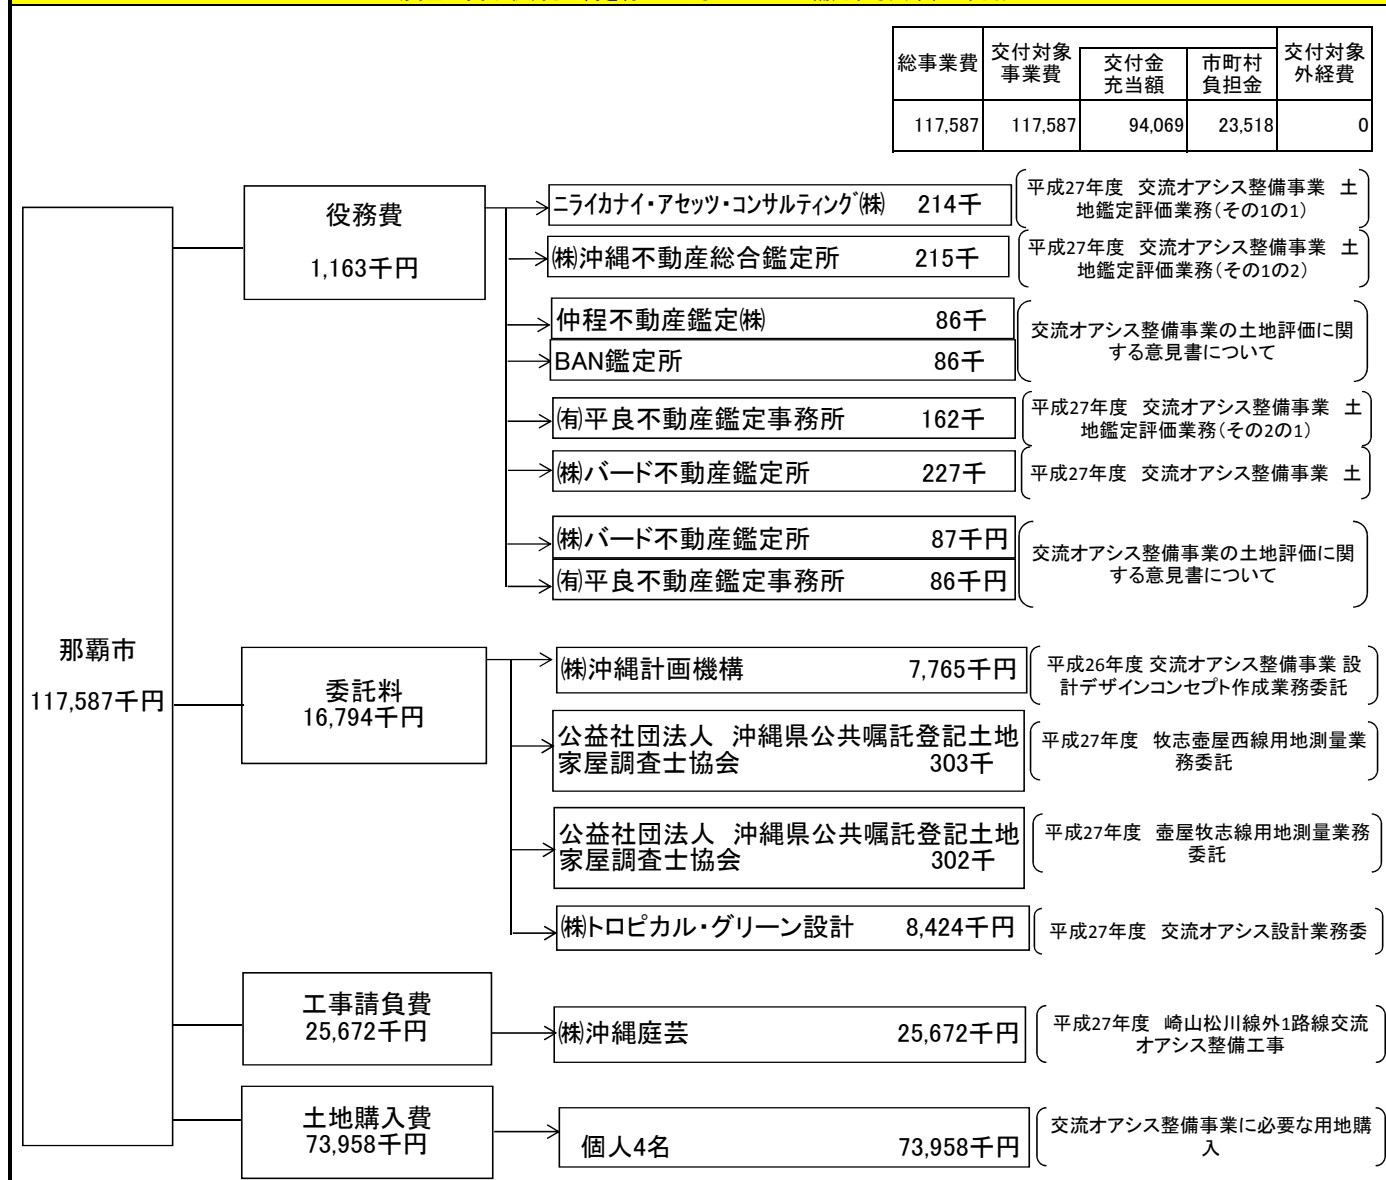 総事業費
交付対象
事業費
交付金
充当額
市町村
負担金
交付対象
外経費
117,587
117,587
94,069
23,518
0
那覇市
117,587千円
役務費
1,163千円
ニライカナイ・アセッツ・コンサルティング㈱ 214千
平成27年度 交流オアシス整備事業 土
地鑑定評価業務(その1の1)
㈱沖縄不動産総合鑑定所 215千
平成27年度 交流オアシス整備事業 土
地鑑定評価業務(その1の2)
仲程不動産鑑定㈱ 86千
BAN鑑定所 86千
交流オアシス整備事業の土地評価に関
する意見書について
㈲平良不動産鑑定事務所 162千
平成27年度 交流オアシス整備事業 土
地鑑定評価業務(その2の1)
㈱バード不動産鑑定所 227千
平成27年度 交流オアシス整備事業 土
㈱バード不動産鑑定所 87千円
㈲平良不動産鑑定事務所 86千円
交流オアシス整備事業の土地評価に関
する意見書について
委託料
16,794千円
㈱沖縄計画機構 7,765千円
平成26年度 交流オアシス整備事業 設
計デザインコンセプト作成業務委託
公益社団法人 沖縄県公共嘱託登記土地
家屋調査士協会 303千
平成27年度 牧志壺屋西線用地測量業
務委託
公益社団法人 沖縄県公共嘱託登記土地
家屋調査士協会 302千
平成27年度 壺屋牧志線用地測量業務
委託
㈱トロピカル・グリーン設計 8,424千円
平成27年度 交流オアシス設計業務委
工事請負費
25,672千円
㈱沖縄庭芸 25,672千円
平成27年度 崎山松川線外1路線交流
オアシス整備工事
土地購入費
73,958千円
個人4名 73,958千円
交流オアシス整備事業に必要な用地購
入